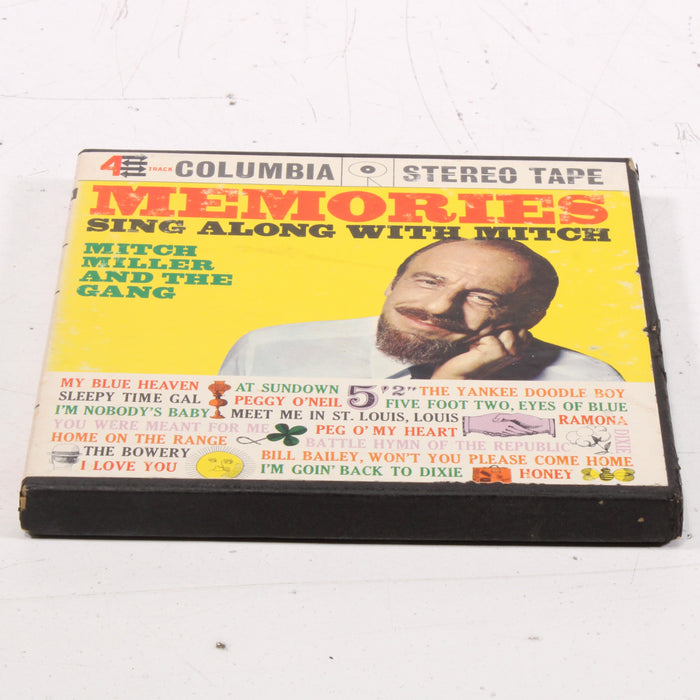 4 TRACK COLUMBIA STEREO TAPE
MEMORIES
SING ALONG WITH MITCH
MITCH
MILLER
AND THE
GANG
MY BLUE HEAVEN AT SUNDOWN 5'2" THE YANKEE DOODLE BOY
SLEEPY TIME GAL PEGGY O'NEIL FIVE FOOT TWO, EYES OF BLUE
I'M NOBODY'S BABY MEET ME IN ST. LOUIS, LOUIS RAMONA
YOU WERE MEANT FOR ME PEG O' MY HEART DIXIE
HOME ON THE RANGE BATTLE HYMN OF THE REPUBLIC
THE BOWERY BILL BAILEY, WON'T YOU PLEASE COME HOME
I LOVE YOU I'M GOIN' BACK TO DIXIE HONEY